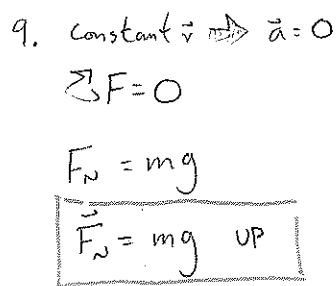 9. constant v⃗ ⇒ a⃗ = 0
ΣF = 0
F_N = mg
F⃗_N = mg UP